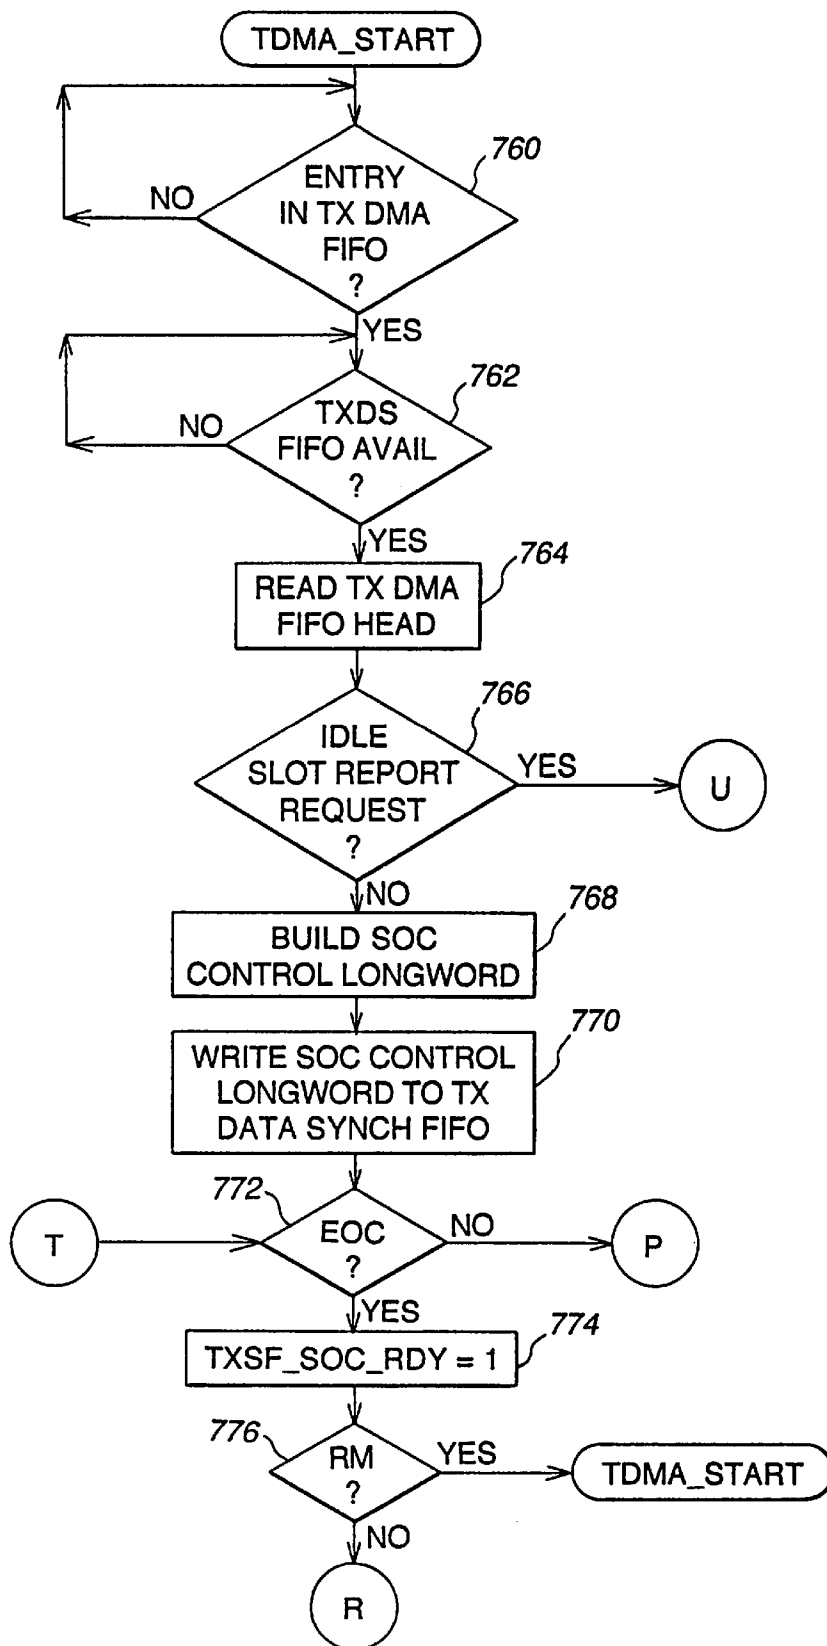 TDMA_START
760
ENTRY
IN TX DMA
FIFO
?
NO
YES
762
TXDS
FIFO AVAIL
?
NO
YES
764
READ TX DMA
FIFO HEAD
766
IDLE
SLOT REPORT
REQUEST
?
YES
U
NO
768
BUILD SOC
CONTROL LONGWORD
770
WRITE SOC CONTROL
LONGWORD TO TX
DATA SYNCH FIFO
772
T
EOC
?
NO
P
YES
774
TXSF_SOC_RDY = 1
776
RM
?
YES
TDMA_START
NO
R